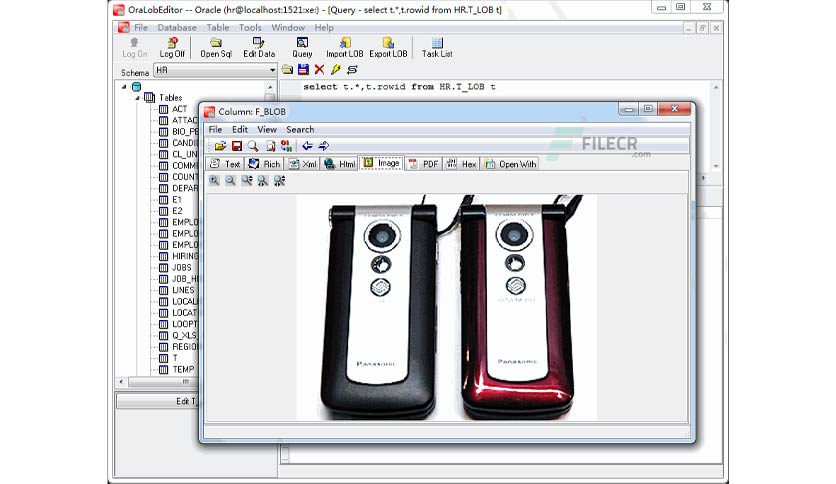 OraLobEditor -- Oracle (hr@localhost:1521:xe:) - [Query - select t.*,t.rowid from HR.T_LOB t]
File Database Table Tools Window Help
Log On Log Off Open Sql Edit Data Query Import LOB Export LOB Task List
Schema HR
select t.*,t.rowid from HR.T_LOB t
Tables
ACT
ATTAC
BIO_PE
CANDI
CL_UN
COMM
COUNT
DEPAR
E1
E2
EMPLO
EMPLO
EMPLO
HIRING
JOBS
JOB_H
LINES
LOCAL
LOCAT
LOOPT
Q_XLS_
REGIO
T
TEMP
Edit T_
Column: F_BLOB
File Edit View Search
FILECR
.com
Text Rich Xml Html Image PDF Hex Open With
Panasonic
Panasonic